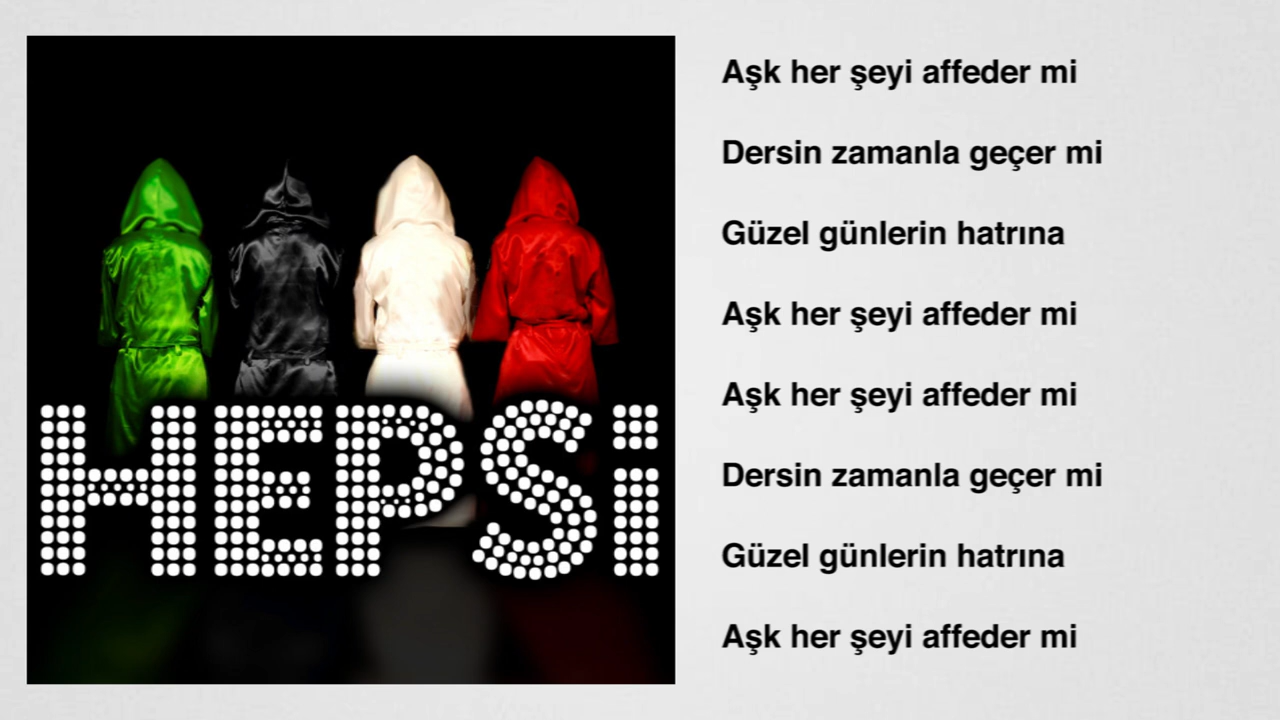 HEPSi
Aşk her şeyi affeder mi
Dersin zamanla geçer mi
Güzel günlerin hatrına
Aşk her şeyi affeder mi
Aşk her şeyi affeder mi
Dersin zamanla geçer mi
Güzel günlerin hatrına
Aşk her şeyi affeder mi